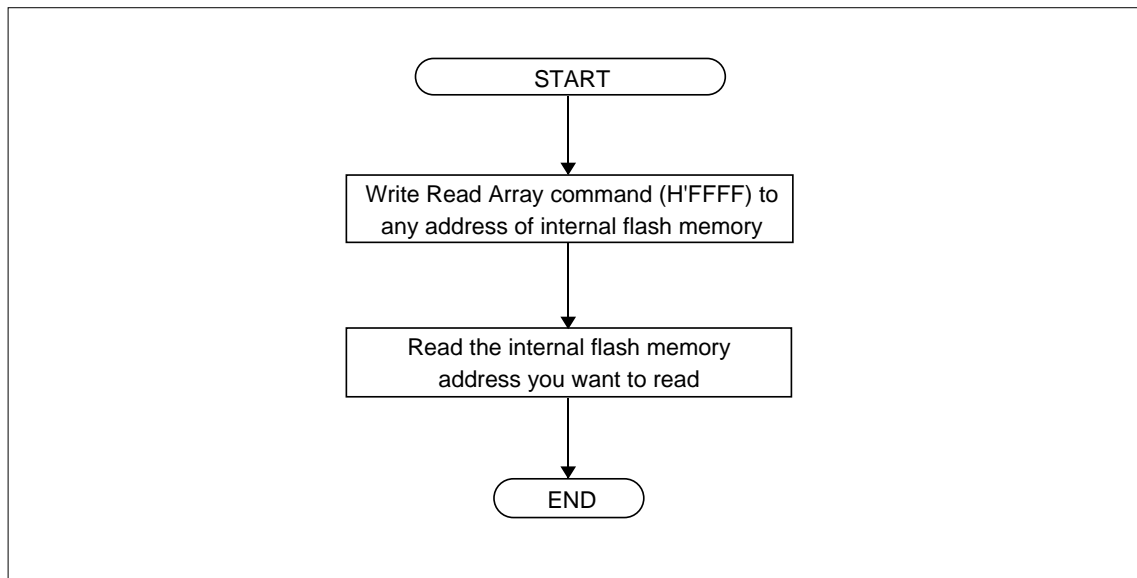 START
Write Read Array command (H'FFFF) to
any address of internal flash memory
Read the internal flash memory
address you want to read
END